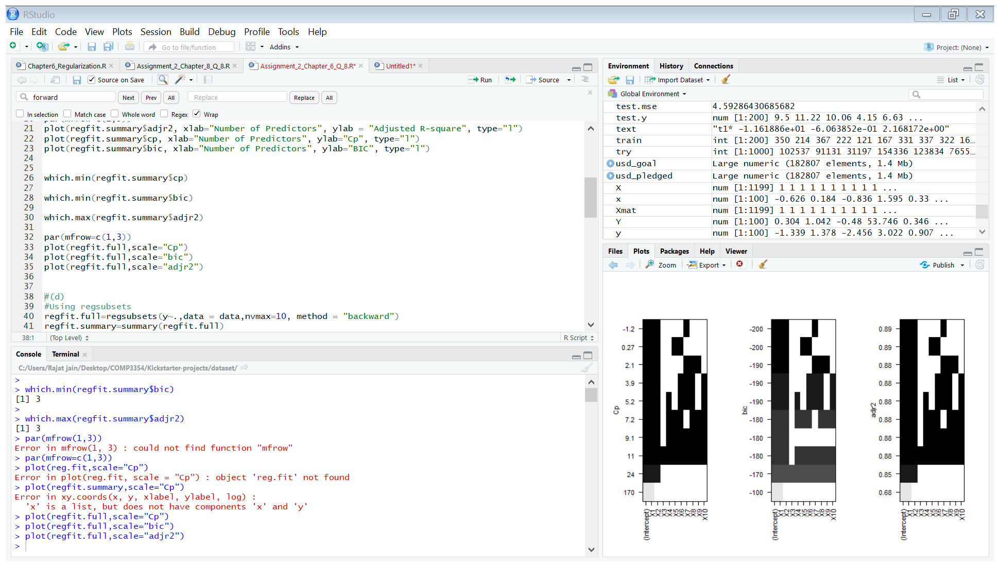 RStudio
File Edit Code View Plots Session Build Debug Profile Tools Help
Go to file/function Addins Project: (None)
Chapter6_Regularization.R Assignment_2_Chapter_8_Q_8.R Assignment_2_Chapter_6_Q_8.R* Untitled1*
Source on Save Run Source
forward Next Prev All Replace Replace All
In selection Match case Whole word Regex Wrap
21 plot(regfit.summary$adjr2, xlab="Number of Predictors", ylab = "Adjusted R-square", type="l")
22 plot(regfit.summary$cp, xlab="Number of Predictors", ylab="Cp", type="l")
23 plot(regfit.summary$bic, xlab="Number of Predictors", ylab="BIC", type="l")
24
25
26 which.min(regfit.summary$cp)
27
28 which.min(regfit.summary$bic)
29
30 which.max(regfit.summary$adjr2)
31
32 par(mfrow=c(1,3))
33 plot(regfit.full,scale="Cp")
34 plot(regfit.full,scale="bic")
35 plot(regfit.full,scale="adjr2")
36
37
38 #(d)
39 #Using regsubsets
40 regfit.full=regsubsets(y~.,data = data,nvmax=10, method = "backward")
41 regfit.summary=summary(regfit.full)
38:1 (Top Level) R Script
Console Terminal
C:/Users/Rajat jain/Desktop/COMP3354/Kickstarter-projects/dataset/
>
> which.min(regfit.summary$bic)
[1] 3
>
> which.max(regfit.summary$adjr2)
[1] 3
> par(mfrow(1,3))
Error in mfrow(1, 3) : could not find function "mfrow"
> par(mfrow=c(1,3))
> plot(reg.fit,scale="Cp")
Error in plot(reg.fit, scale = "Cp") : object 'reg.fit' not found
> plot(regfit.summary,scale="Cp")
Error in xy.coords(x, y, xlabel, ylabel, log) :
'x' is a list, but does not have components 'x' and 'y'
> plot(regfit.full,scale="Cp")
> plot(regfit.full,scale="bic")
> plot(regfit.full,scale="adjr2")
>
Environment History Connections
Import Dataset List
Global Environment
test.mse 4.59286430685682
test.y num [1:200] 9.5 11.22 10.06 4.15 6.63 ...
text "t1* -1.161886e+01 -6.063852e-01 2.168172e+00"
train int [1:200] 350 214 367 222 121 167 331 337 322 16…
try int [1:1000] 102537 91131 31197 154336 123834 7655…
usd_goal Large numeric (182807 elements, 1.4 Mb)
usd_pledged Large numeric (182807 elements, 1.4 Mb)
X num [1:1199] 1 1 1 1 1 1 1 1 1 1 ...
x num [1:100] -0.626 0.184 -0.836 1.595 0.33 ...
Xmat num [1:1199] 1 1 1 1 1 1 1 1 1 1 ...
Y num [1:100] 0.304 1.042 -0.48 53.746 0.346 ...
y num [1:100] -1.339 1.378 -2.456 3.022 0.907 ...
Files Plots Packages Help Viewer
Zoom Export Publish
Cp
-1.2
0.27
2.1
3.9
5.2
7.2
9.1
11
24
170
(Intercept) X1 X2 X3 X4 X5 X6 X7 X8 X9 X10
bic
-200
-200
-190
-190
-190
-180
-180
-180
-170
-100
(Intercept) X1 X2 X3 X4 X5 X6 X7 X8 X9 X10
adjr2
0.89
0.89
0.88
0.88
0.88
0.88
0.88
0.88
0.85
0.68
(Intercept) X1 X2 X3 X4 X5 X6 X7 X8 X9 X10